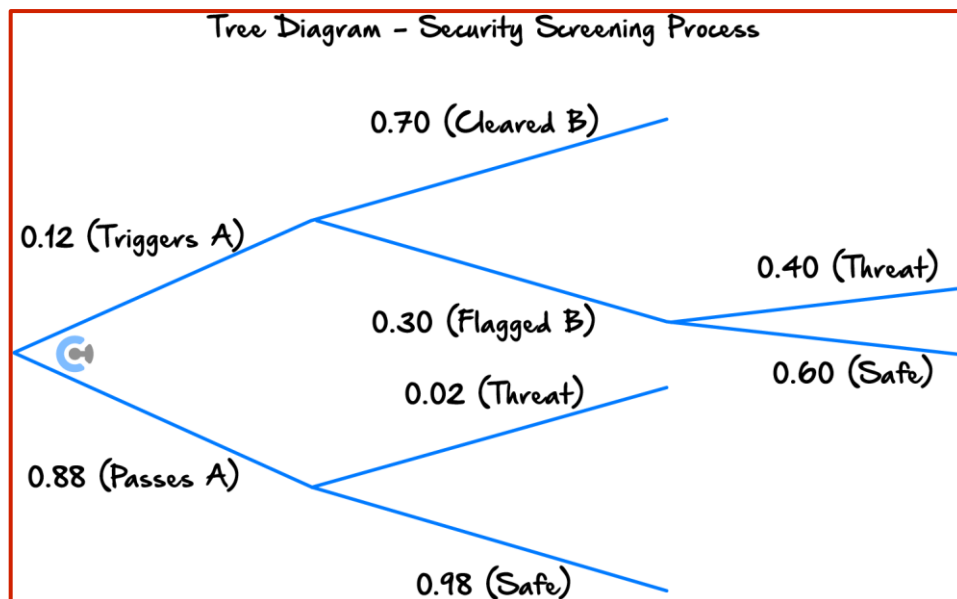 Tree Diagram - Security Screening Process
0.70 (Cleared B)
0.12 (Triggers A)
0.40 (Threat)
0.30 (Flagged B)
0.60 (Safe)
0.02 (Threat)
0.88 (Passes A)
0.98 (Safe)